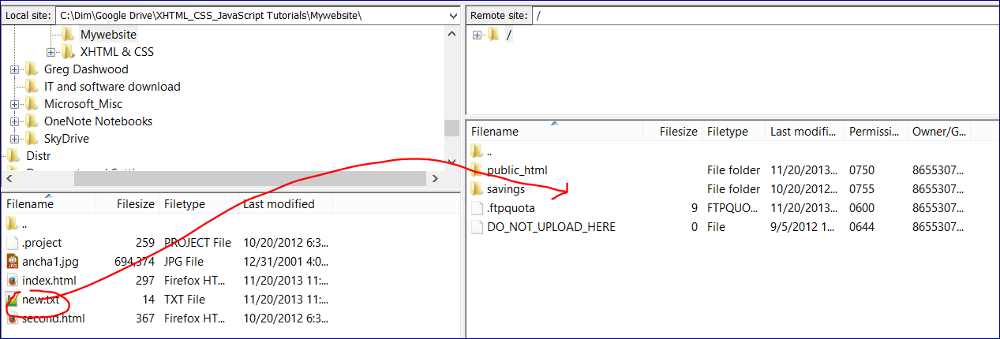 Local site: C:\Dim\Google Drive\XHTML_CSS_JavaScript Tutorials\Mywebsite\
Mywebsite
XHTML & CSS
Greg Dashwood
IT and software download
Microsoft_Misc
OneNote Notebooks
SkyDrive
Distr
Filename Filesize Filetype Last modified
..
.project 259 PROJECT File 10/20/2012 6:3...
ancha1.jpg 694,374 JPG File 12/31/2001 4:0...
index.html 297 Firefox HT... 11/20/2013 11:...
new.txt 14 TXT File 11/20/2013 11:...
second.html 367 Firefox HT... 10/20/2012 6:3...
Remote site: /
/
Filename Filesize Filetype Last modifi... Permissi... Owner/G...
..
public_html File folder 11/20/2013... 0750 8655307...
savings File folder 10/20/2012... 0755 8655307...
.ftpquota 9 FTPQUO... 11/20/2013... 0600 8655307...
DO_NOT_UPLOAD_HERE 0 File 9/5/2012 1... 0644 8655307...